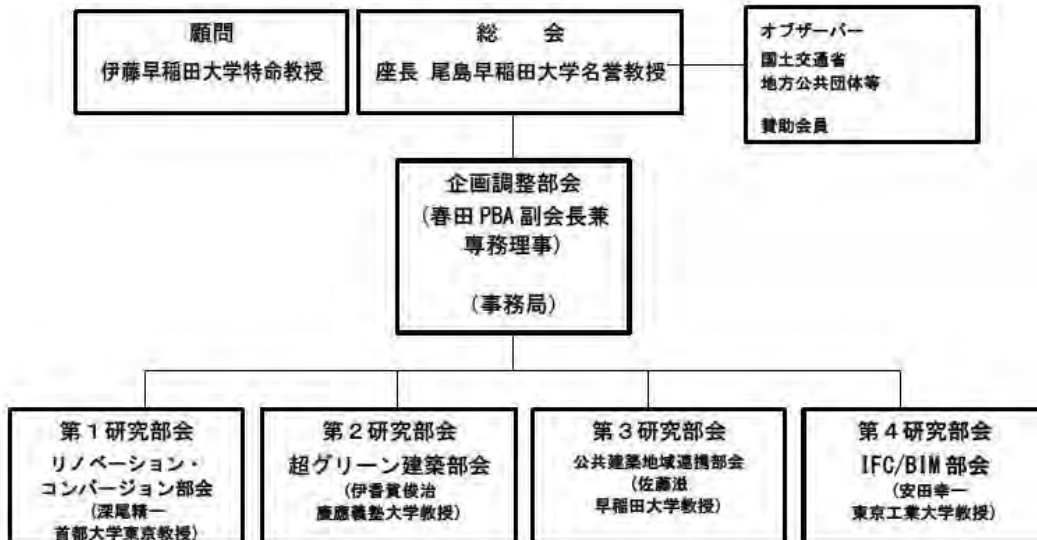 顧問
伊藤早稲田大学特命教授
総　会
座長 尾島早稲田大学名誉教授
オブザーバー
国土交通省
地方公共団体等
賛助会員
企画調整部会
(春田 PBA 副会長兼
専務理事)
(事務局)
第1研究部会
リノベーション・
コンバージョン部会
(深尾精一
首都大学東京教授)
第2研究部会
超グリーン建築部会
(伊香賀俊治
慶應義塾大学教授)
第3研究部会
公共建築地域連携部会
(佐藤滋
早稲田大学教授)
第4研究部会
IFC/BIM 部会
(安田幸一
東京工業大学教授)